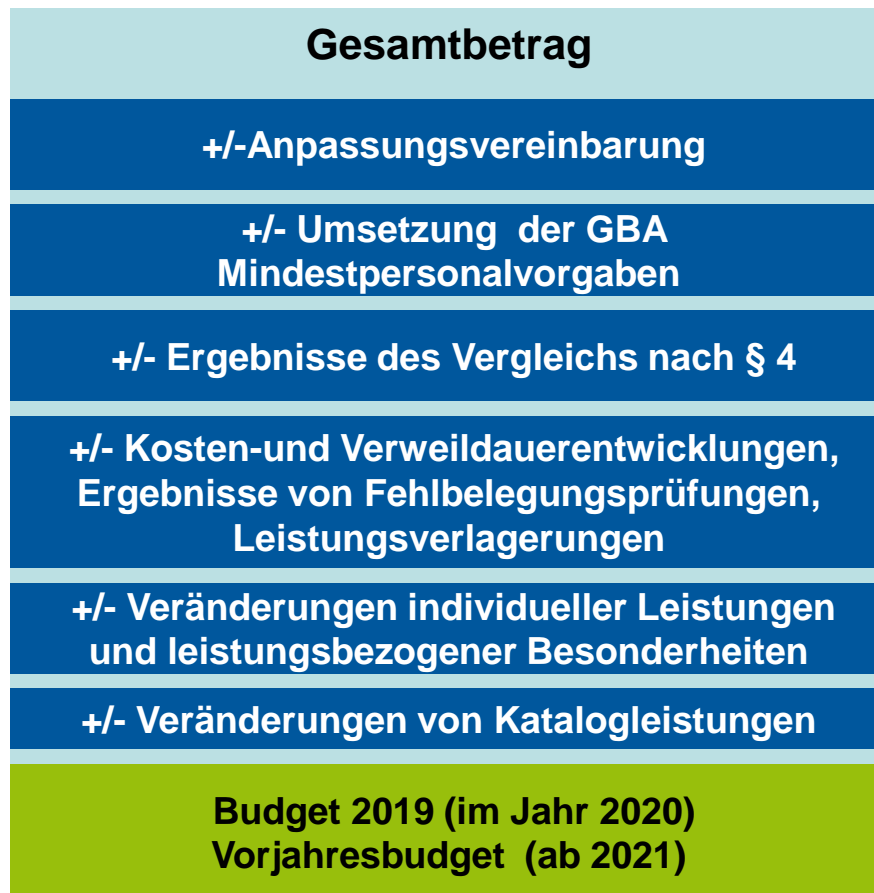 Gesamtbetrag
+/-Anpassungsvereinbarung
+/- Umsetzung der GBA
Mindestpersonalvorgaben
+/- Ergebnisse des Vergleichs nach § 4
+/- Kosten-und Verweildauerentwicklungen,
Ergebnisse von Fehlbelegungsprüfungen,
Leistungsverlagerungen
+/- Veränderungen individueller Leistungen
und leistungsbezogener Besonderheiten
+/- Veränderungen von Katalogleistungen
Budget 2019 (im Jahr 2020)
Vorjahresbudget (ab 2021)